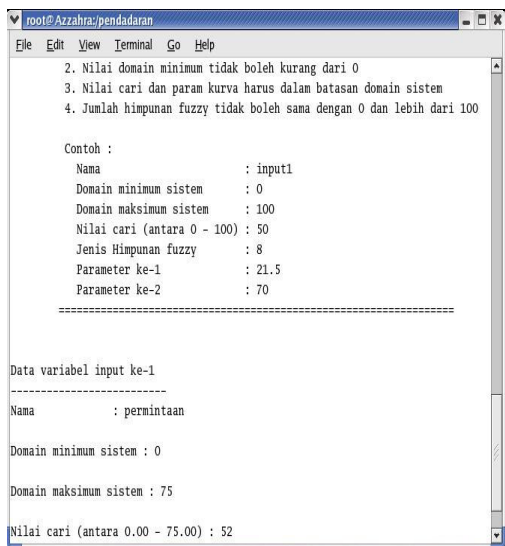 root@Azzahra:/pendadaran
File Edit View Terminal Go Help
2. Nilai domain minimum tidak boleh kurang dari 0
3. Nilai cari dan param kurva harus dalam batasan domain sistem
4. Jumlah himpunan fuzzy tidak boleh sama dengan 0 dan lebih dari 100
Contoh :
Nama : input1
Domain minimum sistem : 0
Domain maksimum sistem : 100
Nilai cari (antara 0 - 100) : 50
Jenis Himpunan fuzzy : 8
Parameter ke-1 : 21.5
Parameter ke-2 : 70
==================================================================
Data variabel input ke-1
--------------------------
Nama : permintaan
Domain minimum sistem : 0
Domain maksimum sistem : 75
Nilai cari (antara 0.00 - 75.00) : 52